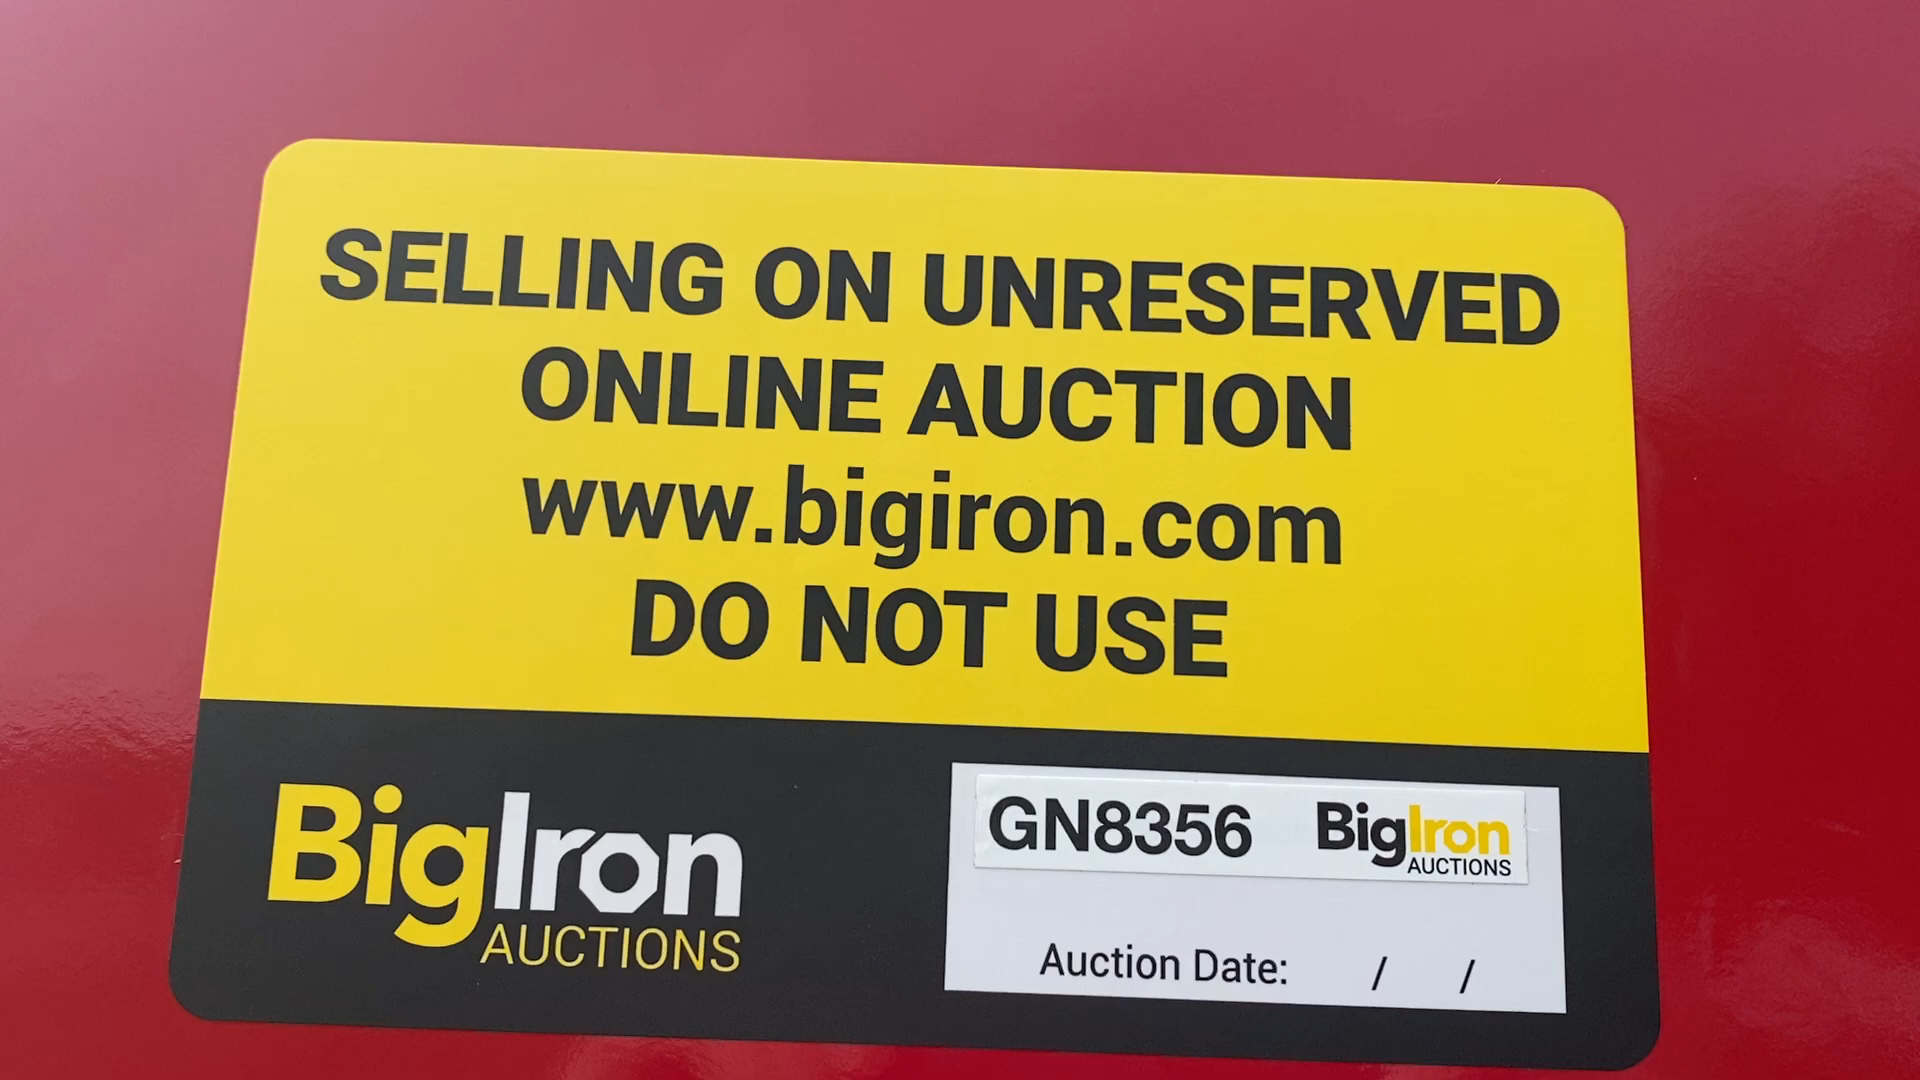 SELLING ON UNRESERVED
ONLINE AUCTION
www.bigiron.com
DO NOT USE
BigIron
AUCTIONS
GN8356 BigIron
AUCTIONS
Auction Date: / /